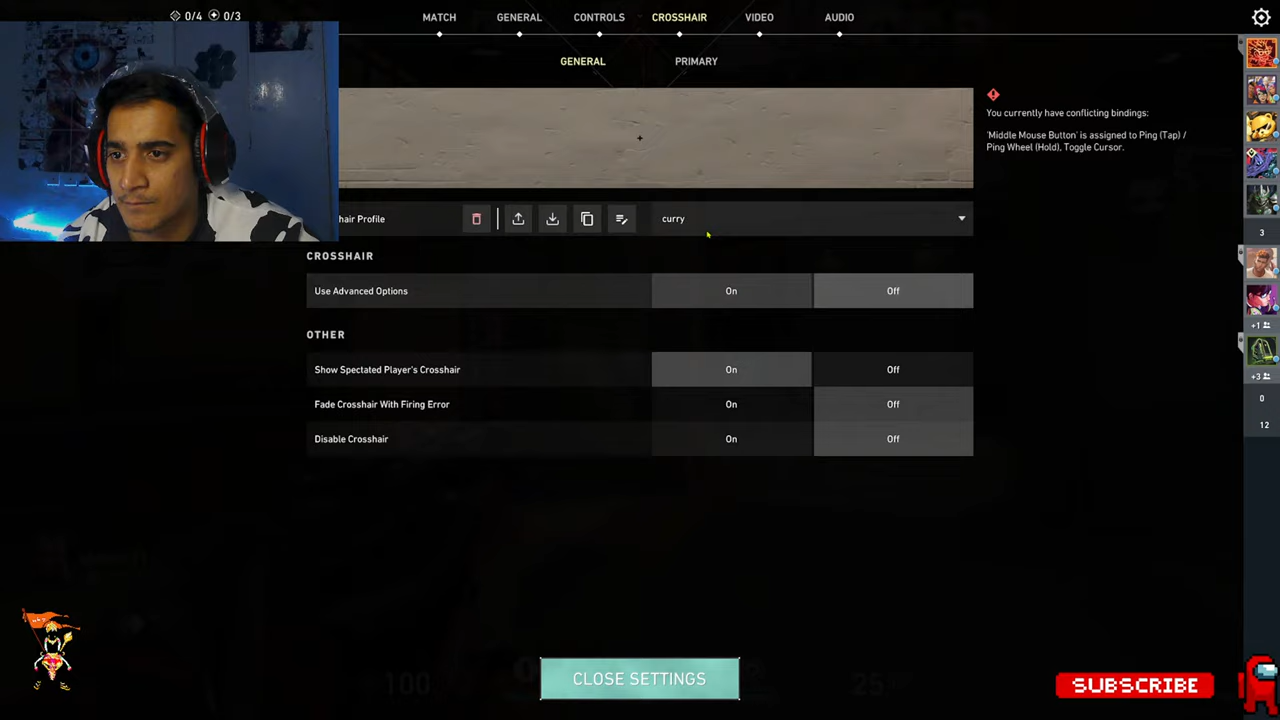 0/4 0/3
MATCH GENERAL CONTROLS CROSSHAIR VIDEO AUDIO
GENERAL PRIMARY
You currently have conflicting bindings:
'Middle Mouse Button' is assigned to Ping (Tap) /
Ping Wheel (Hold), Toggle Cursor.
hair Profile curry
CROSSHAIR
Use Advanced Options On Off
OTHER
Show Spectated Player's Crosshair On Off
Fade Crosshair With Firing Error On Off
Disable Crosshair On Off
3
+1
+3
0
12
100 25
CLOSE SETTINGS
SUBSCRIBE